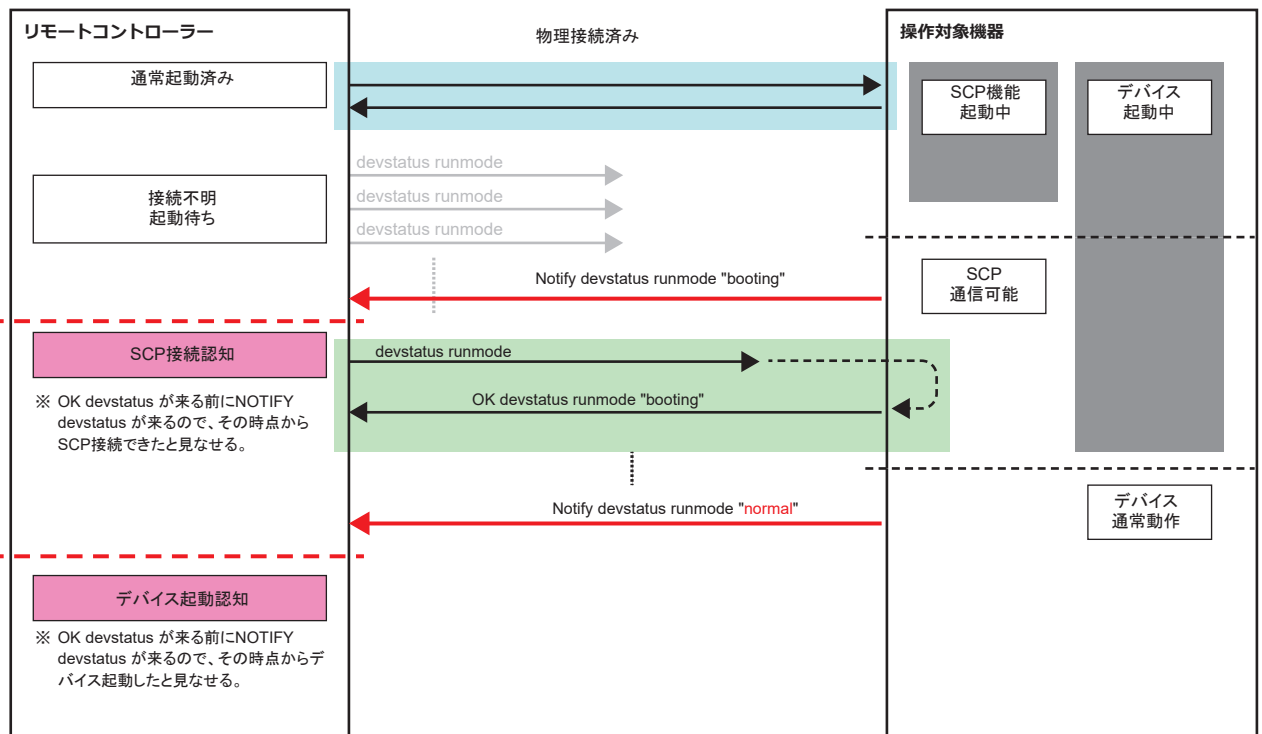 リモートコントローラー
物理接続済み
操作対象機器
通常起動済み
SCP機能
起動中
デバイス
起動中
devstatus runmode
接続不明
起動待ち
devstatus runmode
devstatus runmode
Notify devstatus runmode "booting"
SCP
通信可能
SCP接続認知
devstatus runmode
※ OK devstatus が来る前にNOTIFY
devstatus が来るので、その時点から
SCP接続できたと見なせる。
OK devstatus runmode "booting"
Notify devstatus runmode "normal"
デバイス
通常動作
デバイス起動認知
※ OK devstatus が来る前にNOTIFY
devstatus が来るので、その時点からデ
バイス起動したと見なせる。